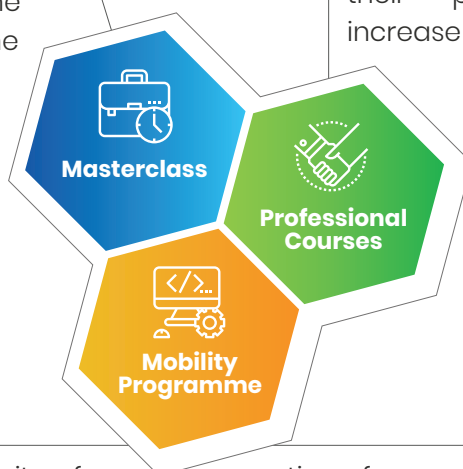 increase
Masterclass
Professional
Courses
</>
Mobility
Programme